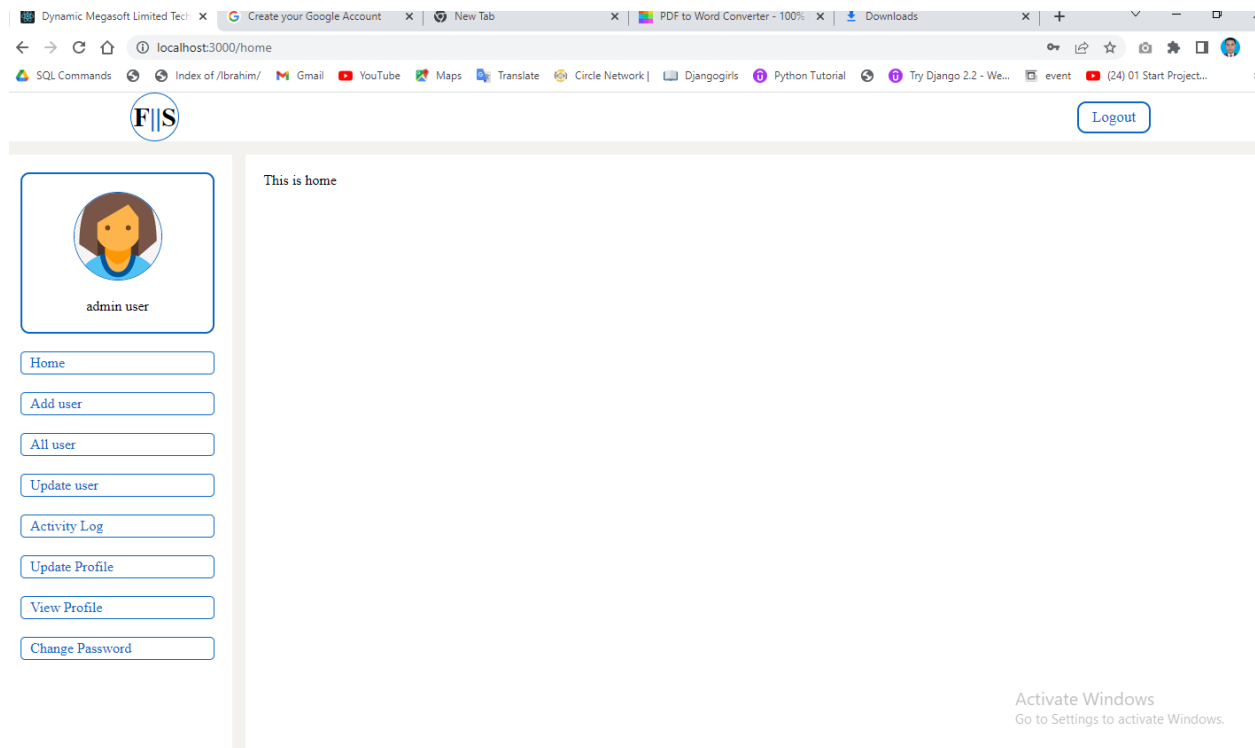 Dynamic Megasoft Limited Tech
Create your Google Account
New Tab
PDF to Word Converter - 100%
Downloads
localhost:3000/home
SQL Commands
Index of /Ibrahim/
Gmail
YouTube
Maps
Translate
Circle Network |
Djangogirls
Python Tutorial
Try Django 2.2 - We...
event
(24) 01 Start Project...
F||S
Logout
admin user
Home
Add user
All user
Update user
Activity Log
Update Profile
View Profile
Change Password
This is home
Activate Windows
Go to Settings to activate Windows.